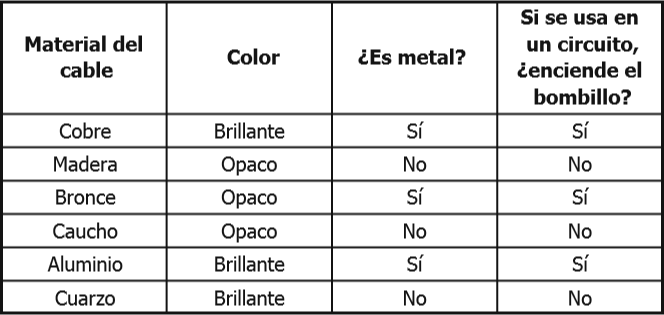 Material del
cable
Color
¿Es metal?
Si se usa en
un circuito,
¿enciende el
bombillo?
Cobre Brillante Sí Sí
Madera Opaco No No
Bronce Opaco Sí Sí
Caucho Opaco No No
Aluminio Brillante Sí Sí
Cuarzo Brillante No No